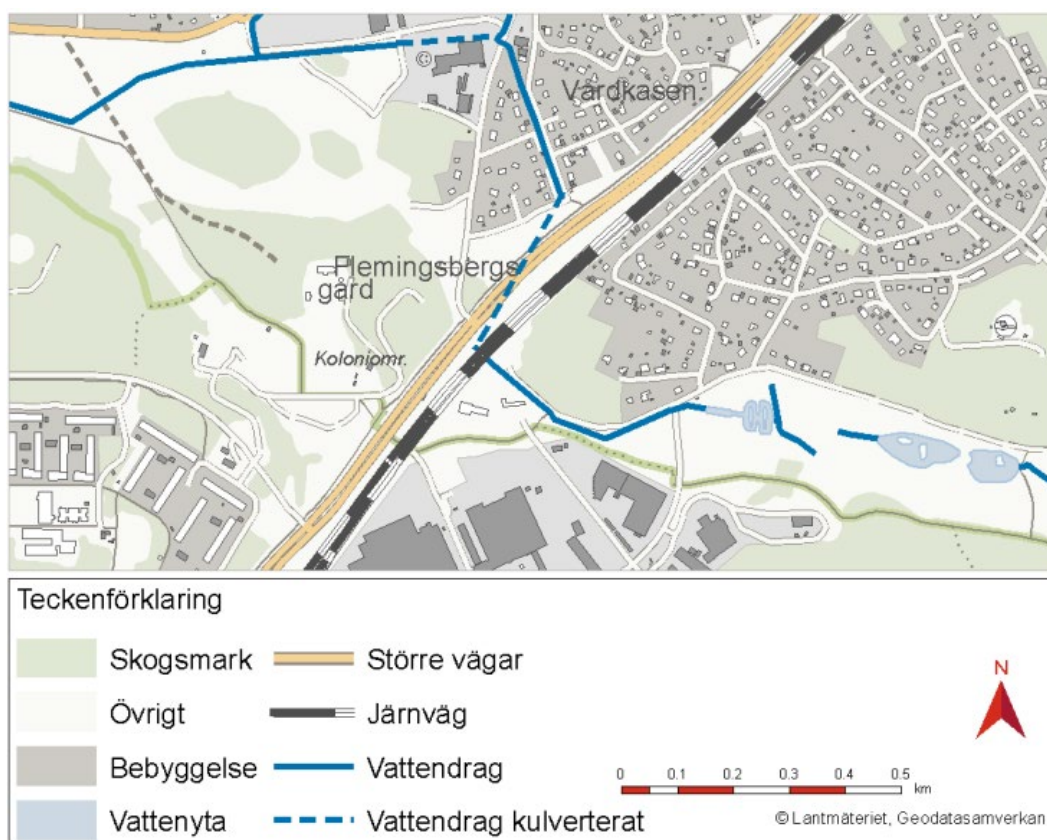 Vårdkasen
Flemingsbergs
gård
Koloniomr.
Teckenförklaring
Skogsmark
Större vägar
Övrigt
Järnväg
Bebyggelse
Vattendrag
Vattenyta
Vattendrag kulverterat
N
0 0.1 0.2 0.3 0.4 0.5
km
© Lantmäteriet, Geodatasamverkan